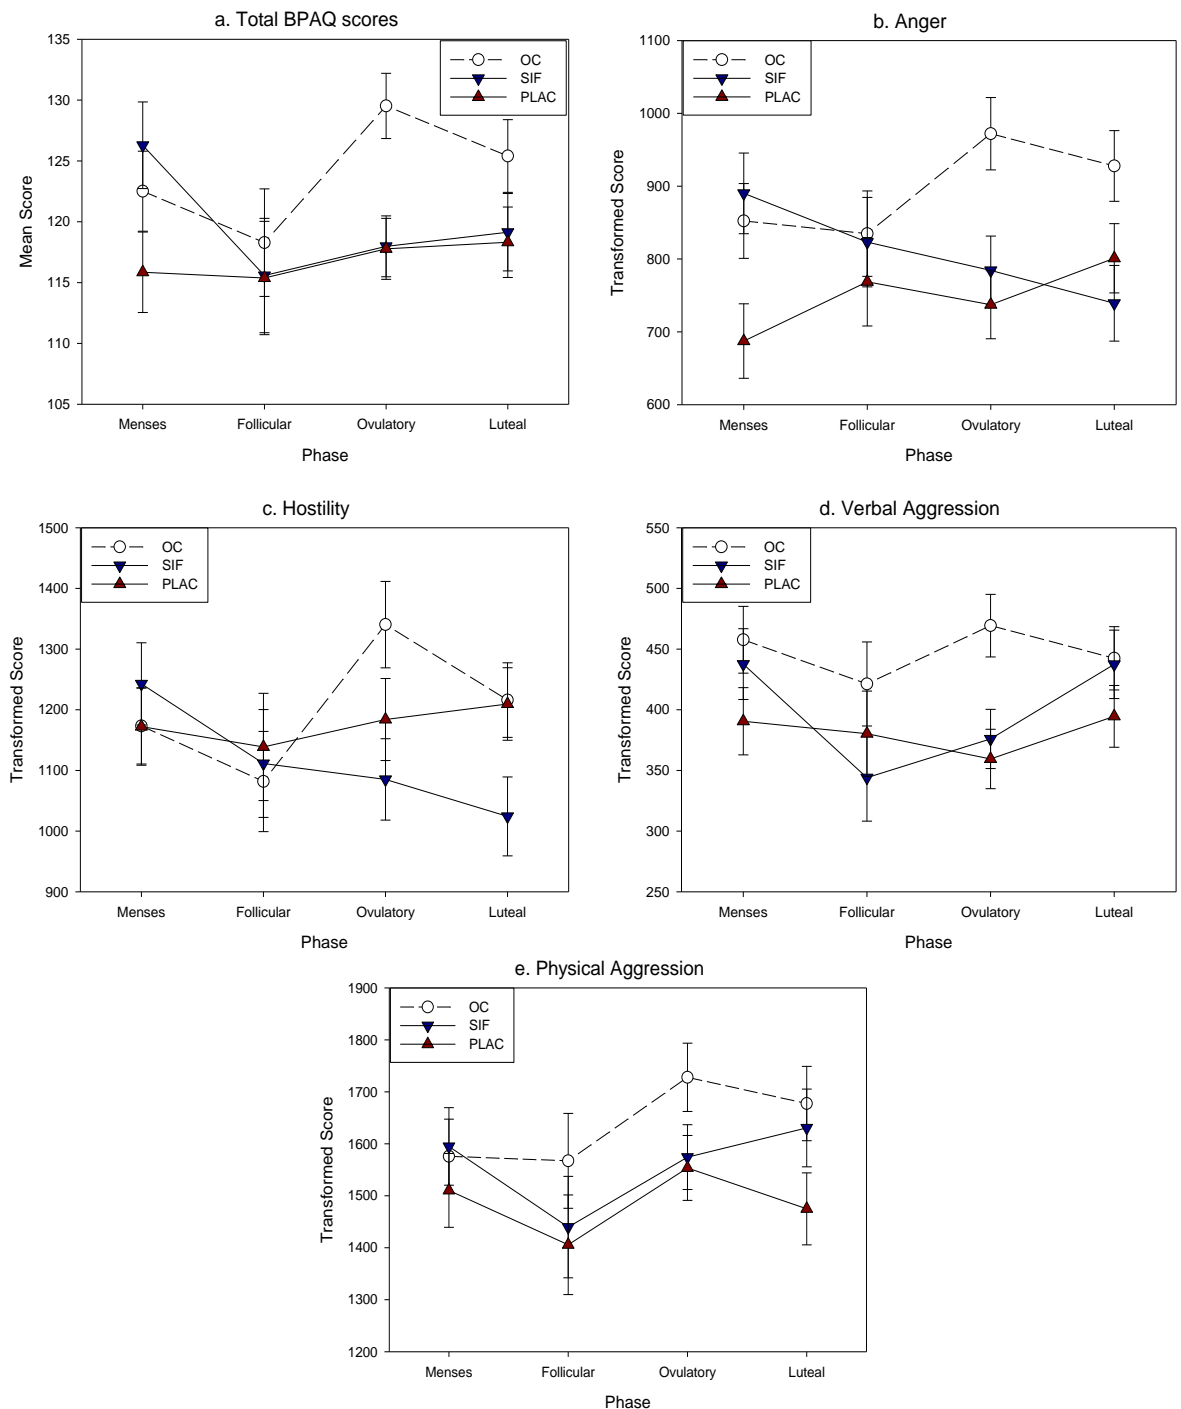 a. Total BPAQ scores
135
130
125
120
115
110
105
Mean Score
OC
SIF
PLAC
Menses
Follicular
Ovulatory
Luteal
Phase
b. Anger
1100
1000
900
800
700
600
Transformed Score
OC
SIF
PLAC
Menses
Follicular
Ovulatory
Luteal
Phase
c. Hostility
1500
1400
1300
1200
1100
1000
900
Transformed Score
OC
SIF
PLAC
Menses
Follicular
Ovulatory
Luteal
Phase
d. Verbal Aggression
550
500
450
400
350
300
250
Transformed Score
OC
SIF
PLAC
Menses
Follicular
Ovulatory
Luteal
Phase
e. Physical Aggression
1900
1800
1700
1600
1500
1400
1300
1200
Transformed Score
OC
SIF
PLAC
Menses
Follicular
Ovulatory
Luteal
Phase